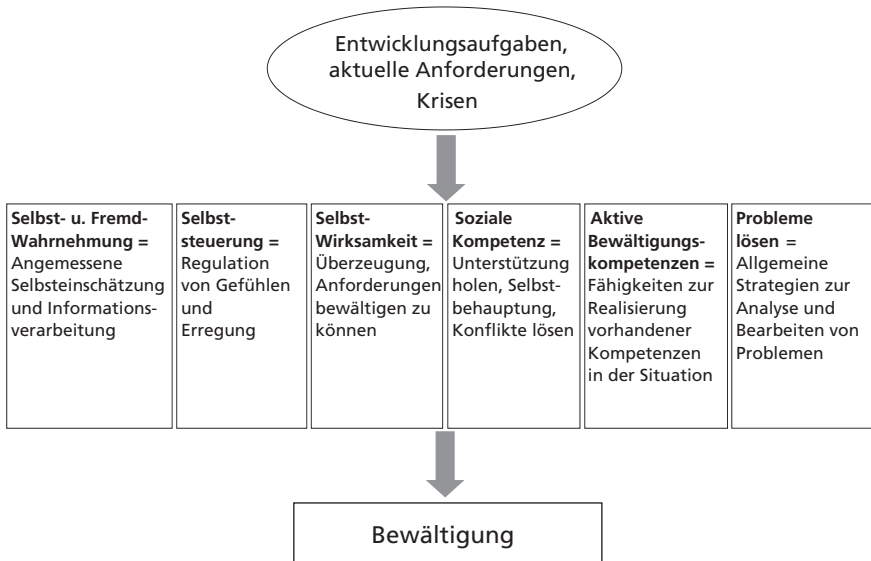 Entwicklungsaufgaben,
aktuelle Anforderungen,
Krisen
Selbst- u. Fremd-
Wahrnehmung =
Angemessene
Selbsteinschätzung
und Informations-
verarbeitung
Selbst-
steuerung =
Regulation
von Gefühlen
und
Erregung
Selbst-
Wirksamkeit =
Überzeugung,
Anforderungen
bewältigen zu
können
Soziale
Kompetenz =
Unterstützung
holen, Selbst-
behauptung,
Konflikte lösen
Aktive
Bewältigungs-
kompetenzen =
Fähigkeiten zur
Realisierung
vorhandener
Kompetenzen
in der Situation
Probleme
lösen =
Allgemeine
Strategien zur
Analyse und
Bearbeiten von
Problemen
Bewältigung